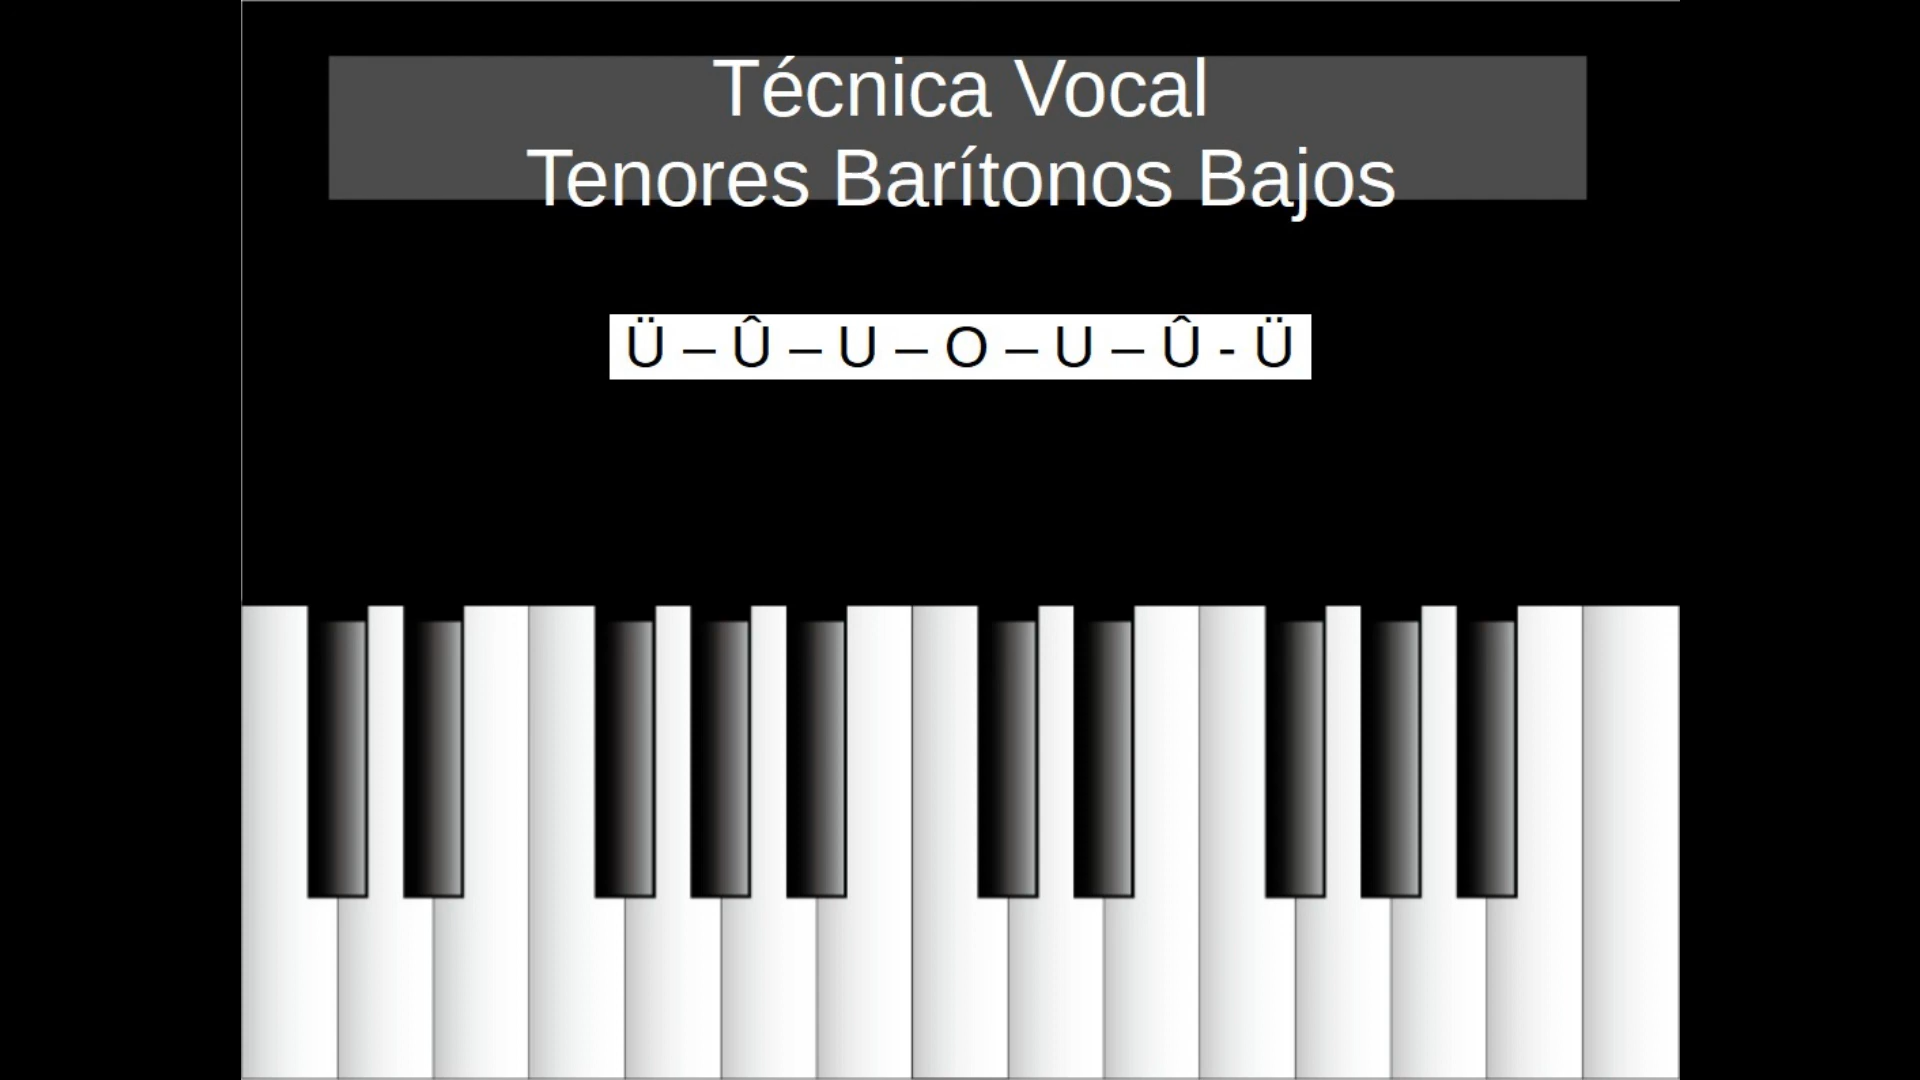 Técnica Vocal
Tenores Barítonos Bajos
Ü – Û – U – O – U – Û - Ü